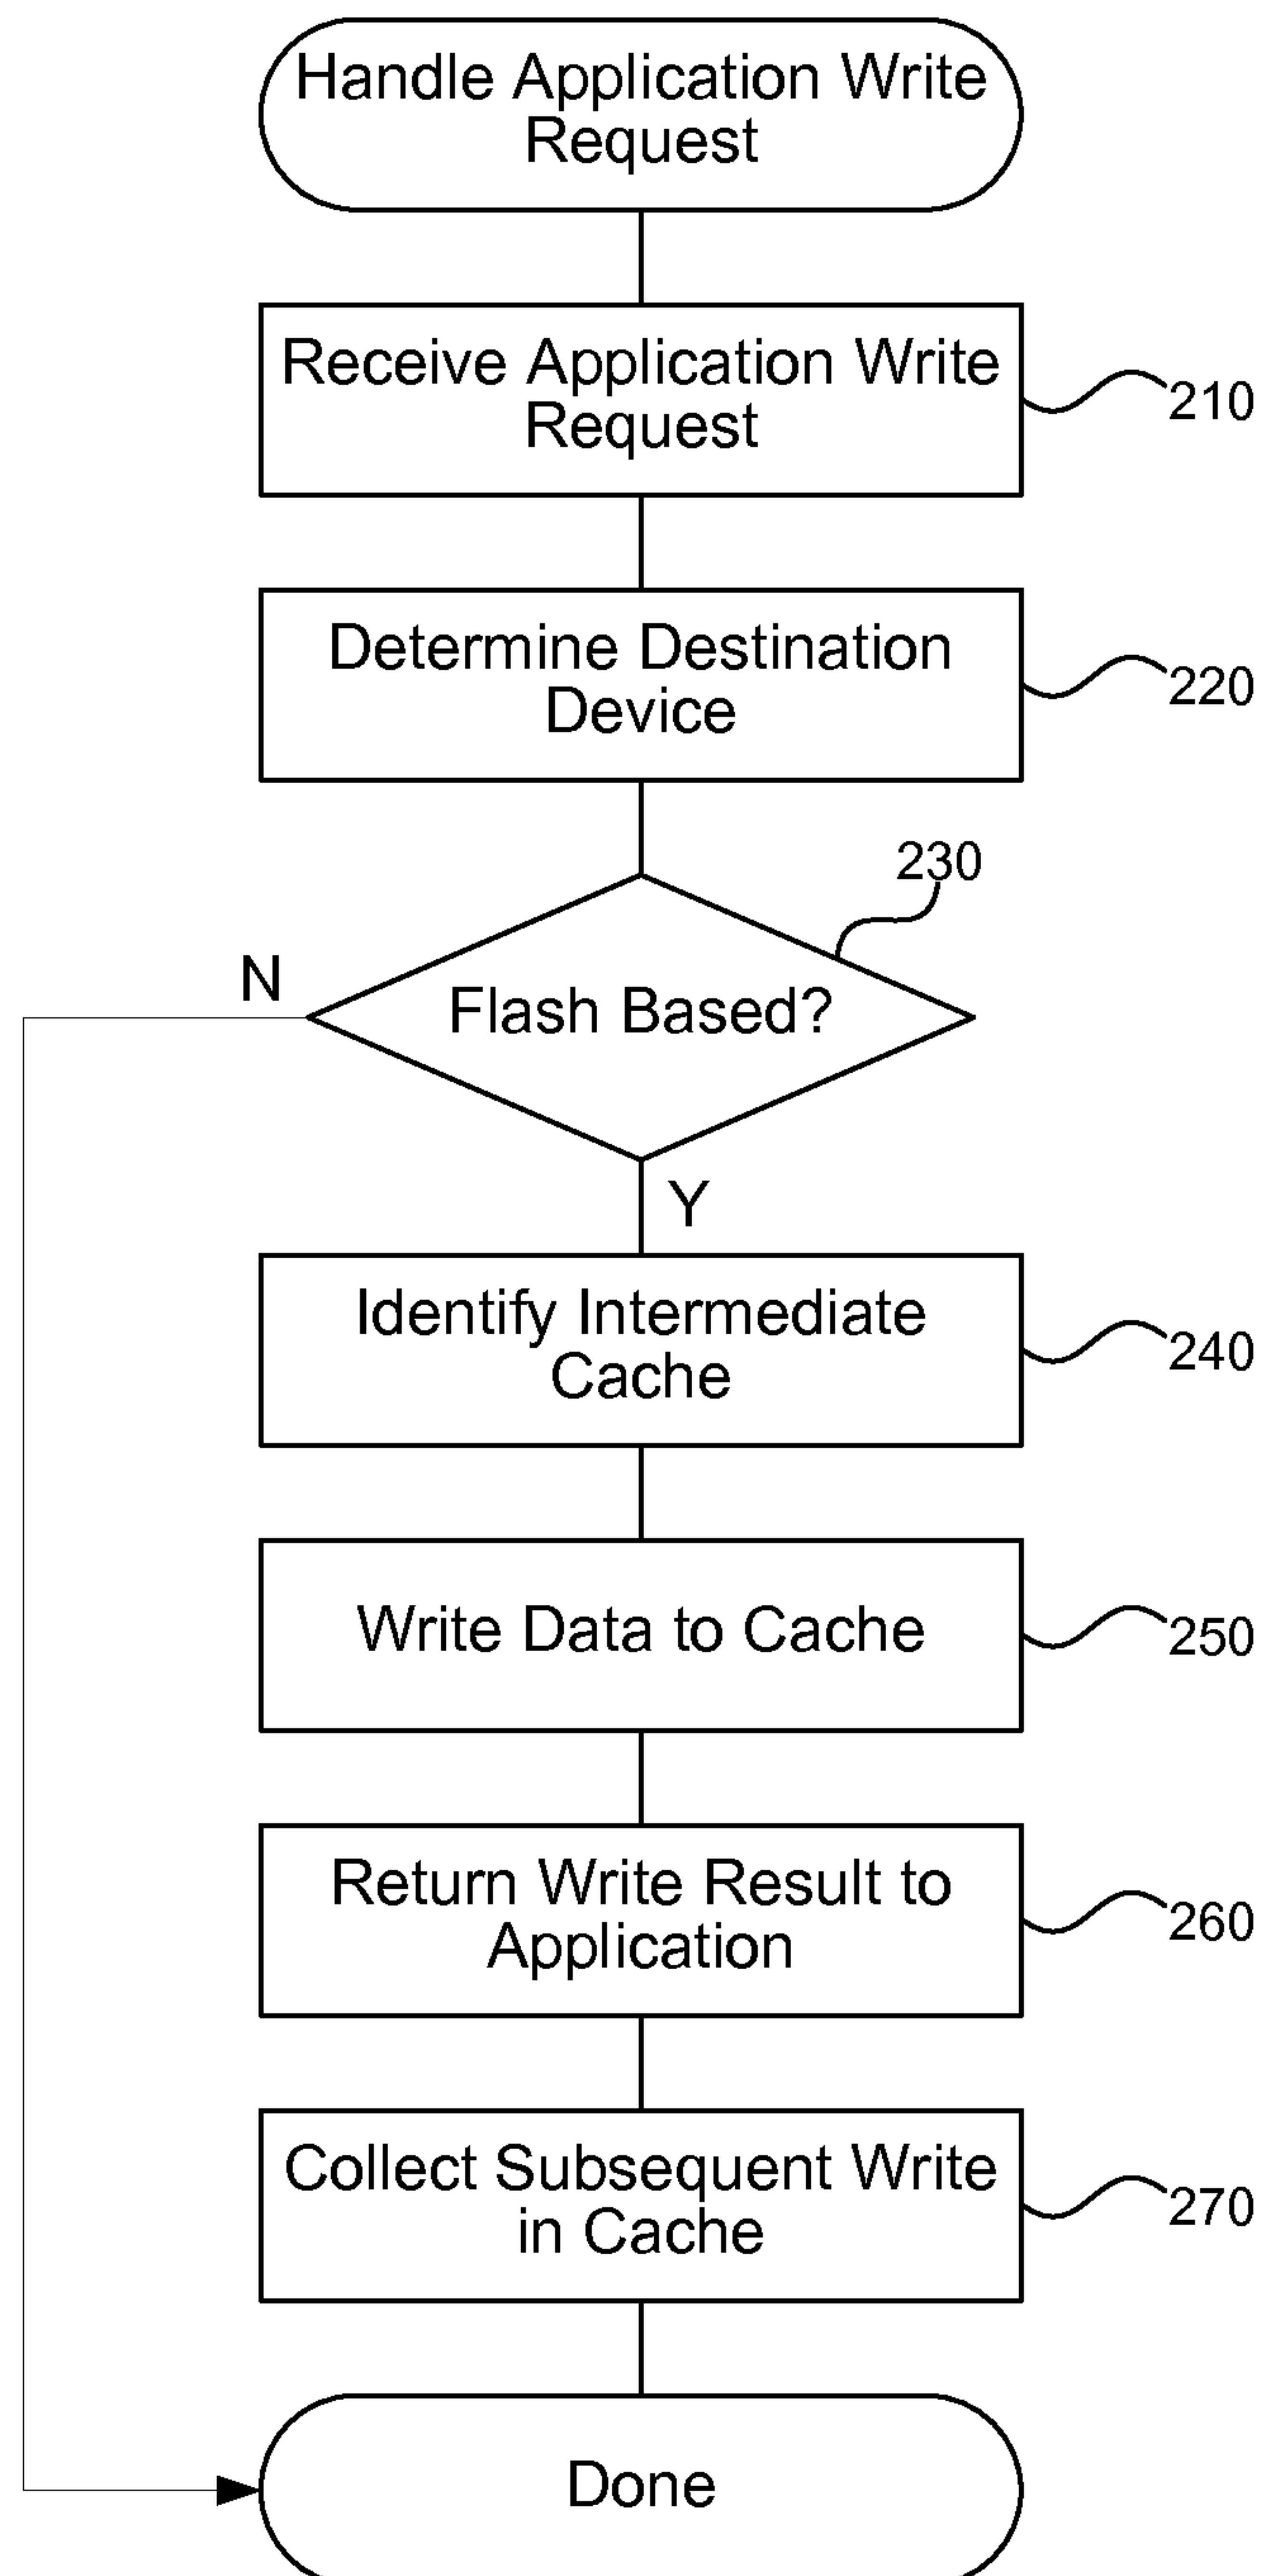 Handle Application Write
Request
Receive Application Write
Request
210
Determine Destination
Device
220
230
N
Flash Based?
Y
Identify Intermediate
Cache
240
Write Data to Cache
250
Return Write Result to
Application
260
Collect Subsequent Write
in Cache
270
Done